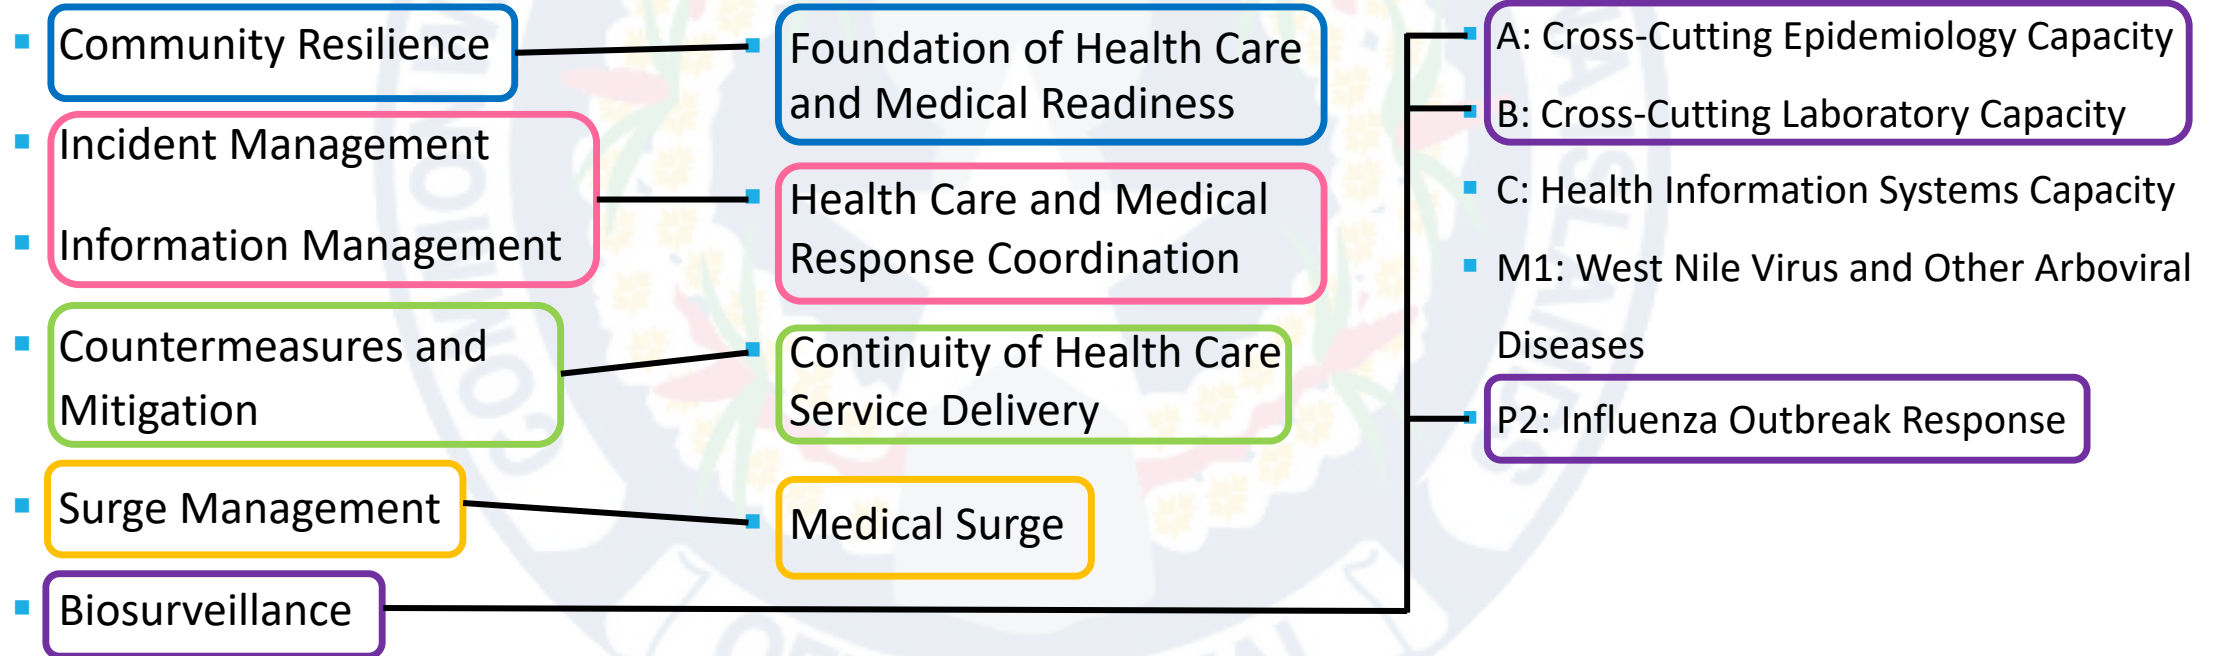 Community Resilience
Incident Management
Information Management
Countermeasures and
Mitigation
Surge Management
Biosurveillance
Foundation of Health Care
and Medical Readiness
Health Care and Medical
Response Coordination
Continuity of Health Care
Service Delivery
Medical Surge
A: Cross-Cutting Epidemiology Capacity
B: Cross-Cutting Laboratory Capacity
C: Health Information Systems Capacity
M1: West Nile Virus and Other Arboviral
Diseases
P2: Influenza Outbreak Response